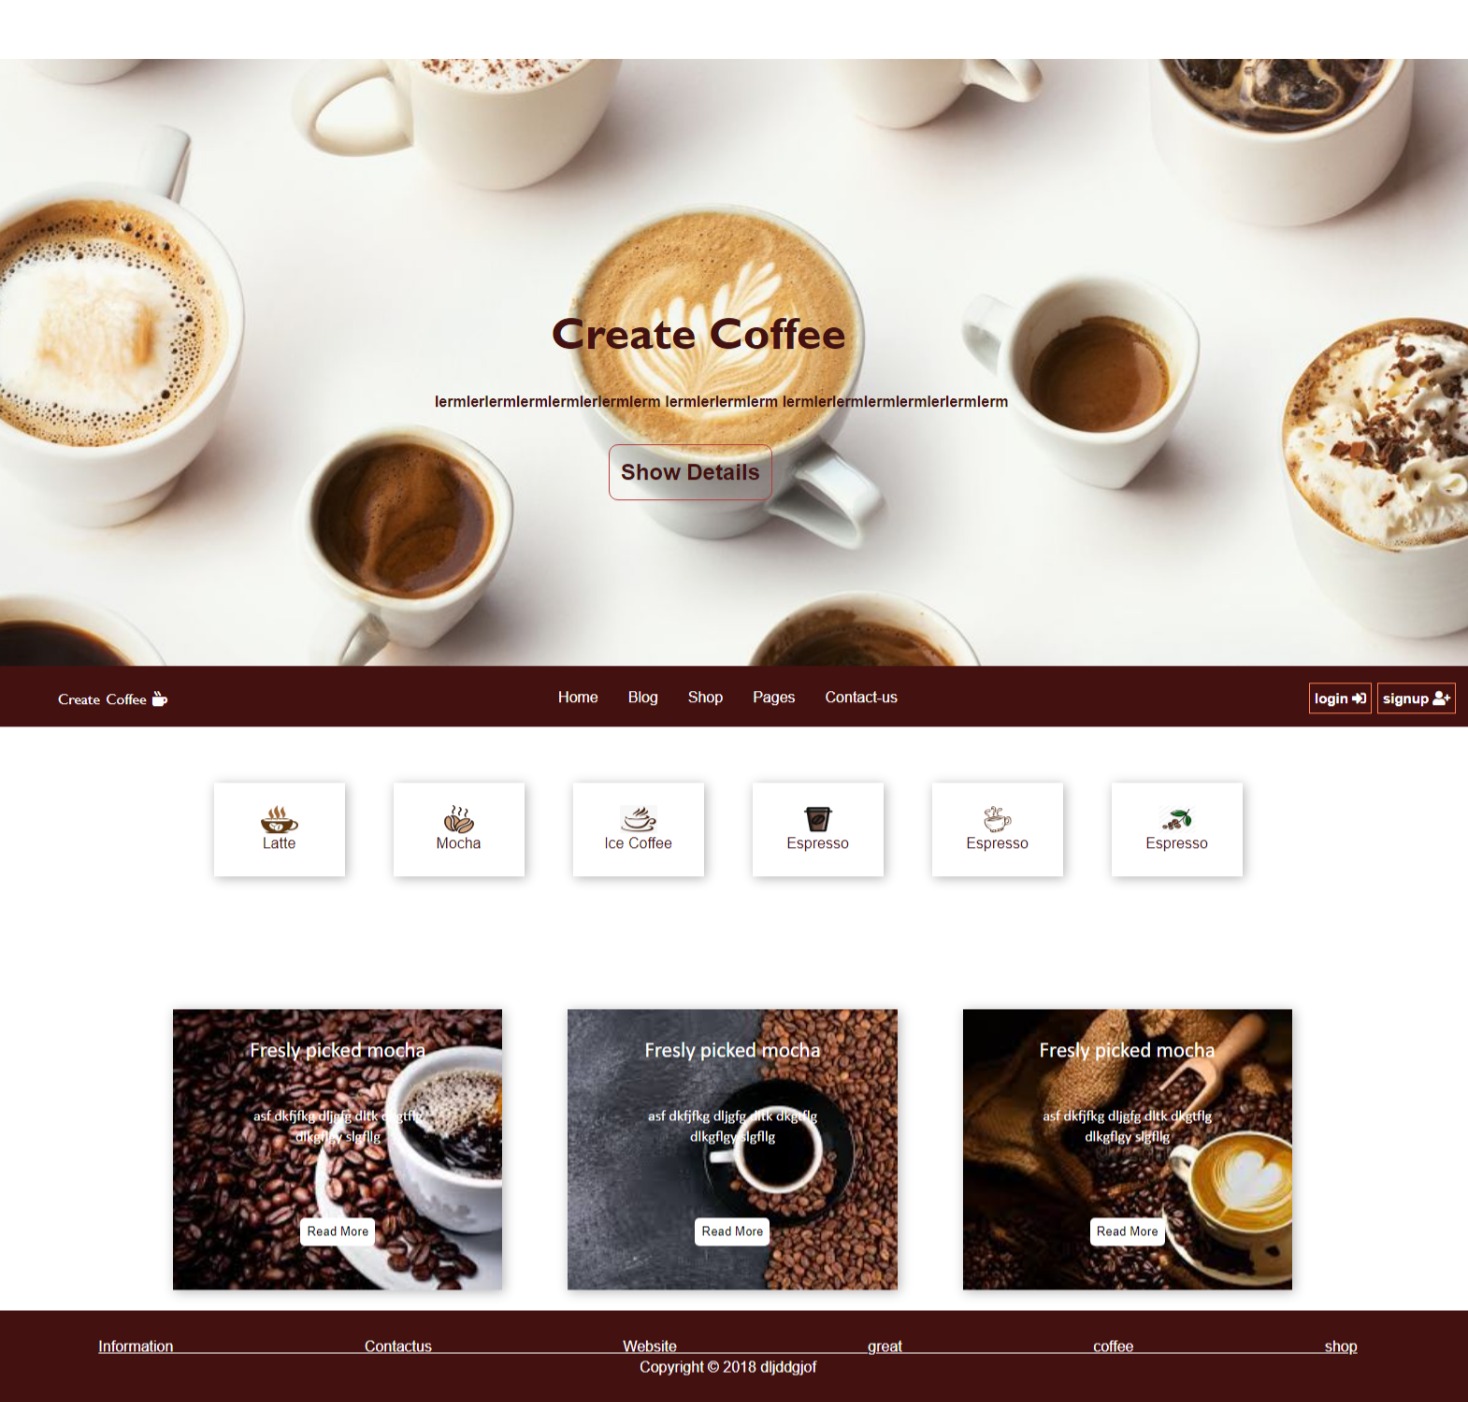 Create Coffee
lermlerlermlermlermlerlermlerm lermlerlermlerm lermlerlermlermlermlerlermlerm
Show Details
Create Coffee
Home Blog Shop Pages Contact-us
login signup
Latte
Mocha
Ice Coffee
Espresso
Espresso
Espresso
Fresly picked mocha
asf dkfjfkg dljgfg dltk dkgtflg
dlkgflgy slgfllg
Read More
Fresly picked mocha
asf dkfjfkg dljgfg dltk dkgtflg
dlkgflgy slgfllg
Read More
Fresly picked mocha
asf dkfjfkg dljgfg dltk dkgtflg
dlkgflgy slgfllg
Read More
Information Contactus Website great coffee shop
Copyright © 2018 dljddgjof